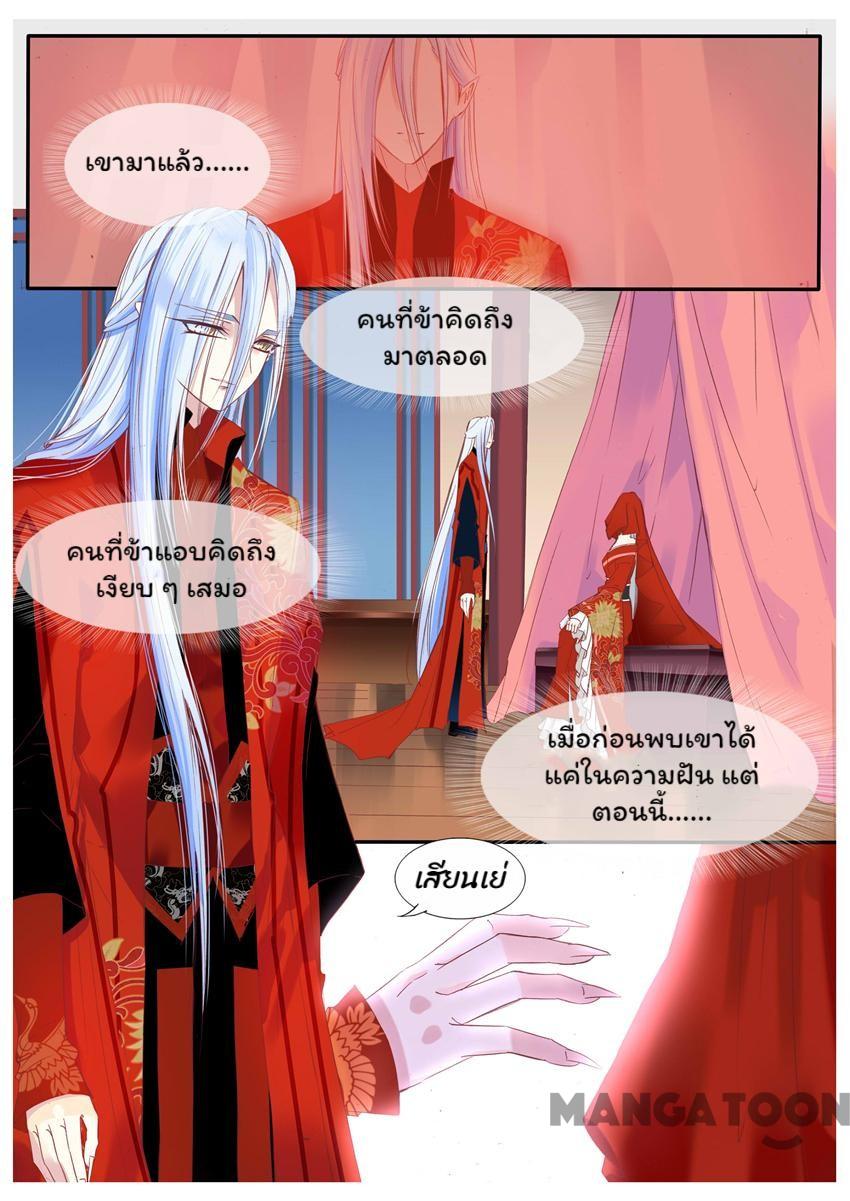 เขามาแล้ว......
คนที่ข้าคิดถึง
มาตลอด
คนที่ข้าแอบคิดถึง
เงียบ ๆ เสมอ
เมื่อก่อนพบเขาได้
แค่ในความฝัน แต่
ตอนนี้......
เสียนเย่
MANGATOON